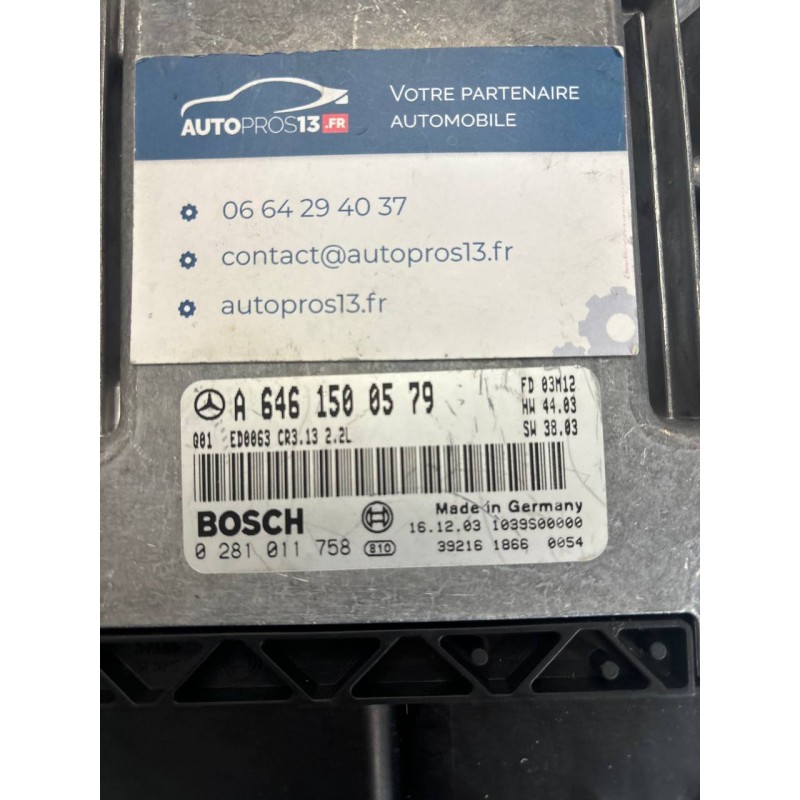 VOTRE PARTENAIRE
AUTOMOBILE
AUTOPROS13.FR
06 64 29 40 37
contact@autopros13.fr
autopros13.fr
A 646 150 05 79
FD 03M12
HW 44.03
Q01 ED0063 CR3.13 2.2L
SW 38.03
BOSCH
Made in Germany
16.12.03 1039S00000
0 281 011 758 810
39216 1866 0054